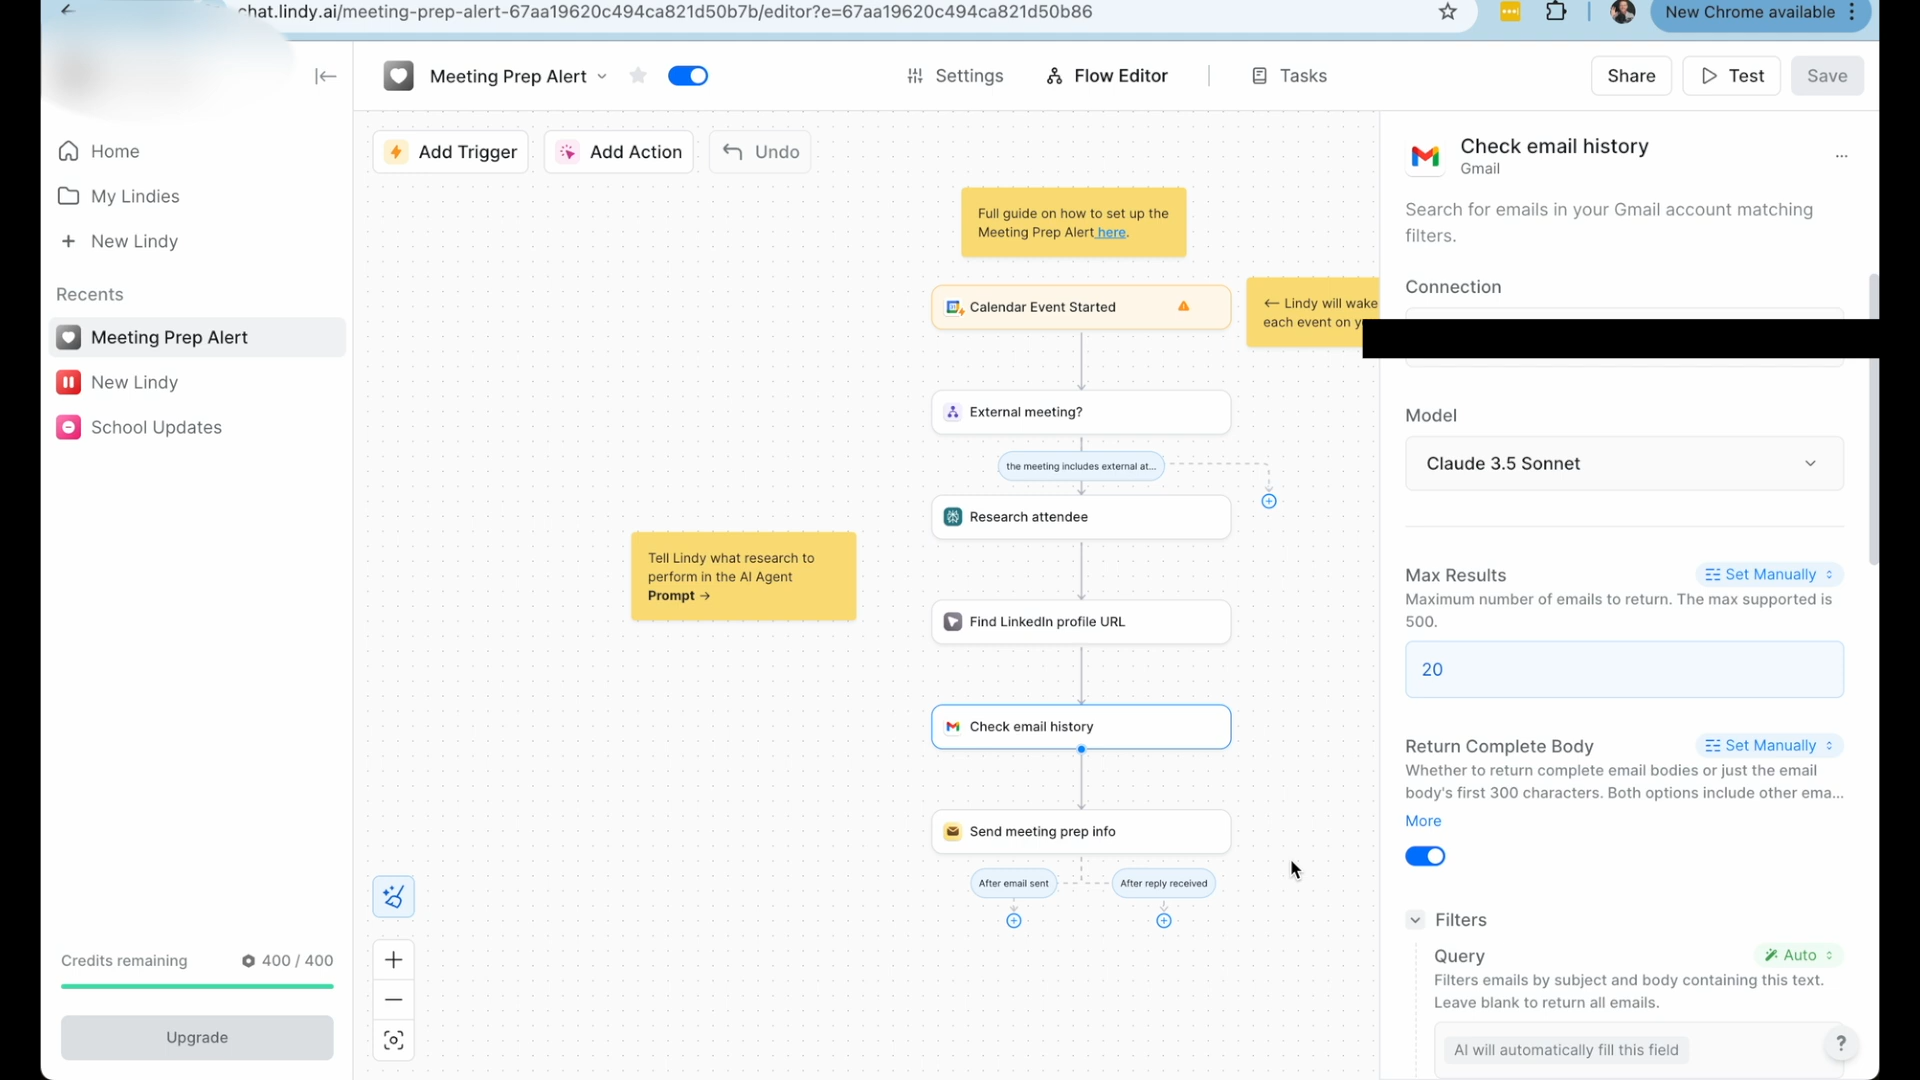 chat.lindy.ai/meeting-prep-alert-67aa19620c494ca821d50b7b/editor?e=67aa19620c494ca821d50b86
New Chrome available
Meeting Prep Alert
Settings
Flow Editor
Tasks
Share
Test
Save
Home
My Lindies
New Lindy
Recents
Meeting Prep Alert
New Lindy
School Updates
Credits remaining
400 / 400
Upgrade
Add Trigger
Add Action
Undo
Full guide on how to set up the
Meeting Prep Alert here.
Calendar Event Started
← Lindy will wake
each event on y
External meeting?
the meeting includes external at...
Research attendee
Tell Lindy what research to
perform in the AI Agent
Prompt →
Find LinkedIn profile URL
Check email history
Send meeting prep info
After email sent
After reply received
Check email history
Gmail
Search for emails in your Gmail account matching
filters.
Connection
Model
Claude 3.5 Sonnet
Max Results
Set Manually
Maximum number of emails to return. The max supported is
500.
20
Return Complete Body
Set Manually
Whether to return complete email bodies or just the email
body's first 300 characters. Both options include other ema...
More
Filters
Query
Auto
Filters emails by subject and body containing this text.
Leave blank to return all emails.
AI will automatically fill this field
?